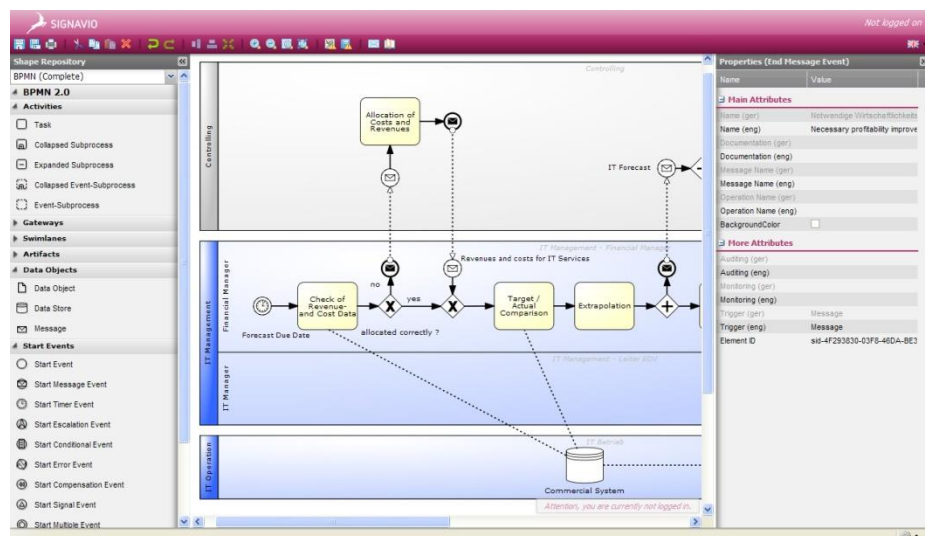 SIGNAVIO
Not logged on
Shape Repository
BPMN (Complete)
BPMN 2.0
Activities
Task
Collapsed Subprocess
Expanded Subprocess
Collapsed Event-Subprocess
Event-Subprocess
Gateways
Swimlanes
Artifacts
Data Objects
Data Object
Data Store
Message
Start Events
Start Event
Start Message Event
Start Timer Event
Start Escalation Event
Start Conditional Event
Start Error Event
Start Compensation Event
Start Signal Event
Start Multiple Event
Controlling
Controlling
Allocation of
Costs and
Revenues
IT Forecast
IT Management
Financial Manager
IT Management - Financial Manager
Revenues and costs for IT Services
no
yes
Check of
Revenue-
and Cost Data
Target /
Actual
Comparison
Extrapolation
Forecast Due Date
allocated correctly ?
IT Manager
IT Management - Leiter EDV
IT Operation
IT Betrieb
Commercial System
Attention, you are currently not logged in.
Properties (End Message Event)
Name Value
Main Attributes
Name (ger) Notwendige Wirtschaftlichkeits
Name (eng) Necessary profitability improve
Documentation (ger)
Documentation (eng)
Message Name (ger)
Message Name (eng)
Operation Name (ger)
Operation Name (eng)
BackgroundColor
More Attributes
Auditing (ger)
Auditing (eng)
Monitoring (ger)
Monitoring (eng)
Trigger (ger) Message
Trigger (eng) Message
Element ID sid-4F293830-03F8-46DA-BE3